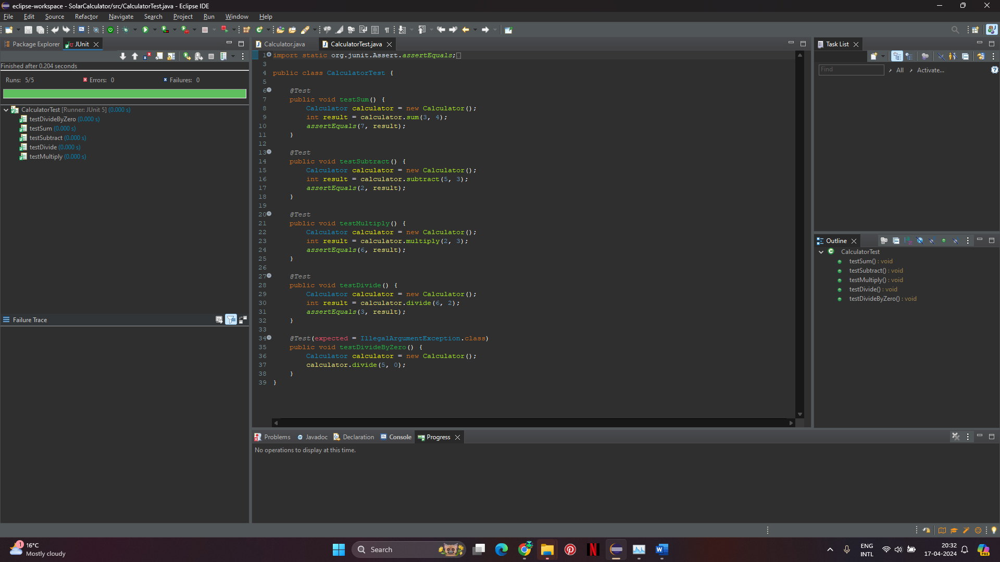 eclipse-workspace - SolarCalculator/src/CalculatorTest.java - Eclipse IDE
File Edit Source Refactor Navigate Search Project Run Window Help
Package Explorer JUnit
Finished after 0.204 seconds
Runs: 5/5 Errors: 0 Failures: 0
CalculatorTest [Runner: JUnit 5] (0.000 s)
testDivideByZero (0.000 s)
testSum (0.000 s)
testSubtract (0.000 s)
testDivide (0.000 s)
testMultiply (0.000 s)
Failure Trace
Calculator.java CalculatorTest.java
1 import static org.junit.Assert.assertEquals;
3
4 public class CalculatorTest {
5
6     @Test
7     public void testSum() {
8         Calculator calculator = new Calculator();
9         int result = calculator.sum(3, 4);
10         assertEquals(7, result);
11     }
12
13     @Test
14     public void testSubtract() {
15         Calculator calculator = new Calculator();
16         int result = calculator.subtract(5, 3);
17         assertEquals(2, result);
18     }
19
20     @Test
21     public void testMultiply() {
22         Calculator calculator = new Calculator();
23         int result = calculator.multiply(2, 3);
24         assertEquals(6, result);
25     }
26
27     @Test
28     public void testDivide() {
29         Calculator calculator = new Calculator();
30         int result = calculator.divide(6, 2);
31         assertEquals(3, result);
32     }
33
34     @Test(expected = IllegalArgumentException.class)
35     public void testDivideByZero() {
36         Calculator calculator = new Calculator();
37         calculator.divide(5, 0);
38     }
39 }
Problems Javadoc Declaration Console Progress
No operations to display at this time.
Task List
Find All Activate...
Outline
CalculatorTest
testSum() : void
testSubtract() : void
testMultiply() : void
testDivide() : void
testDivideByZero() : void
1
16°C
Mostly cloudy
Search
ENG
INTL
20:32
17-04-2024
PRE